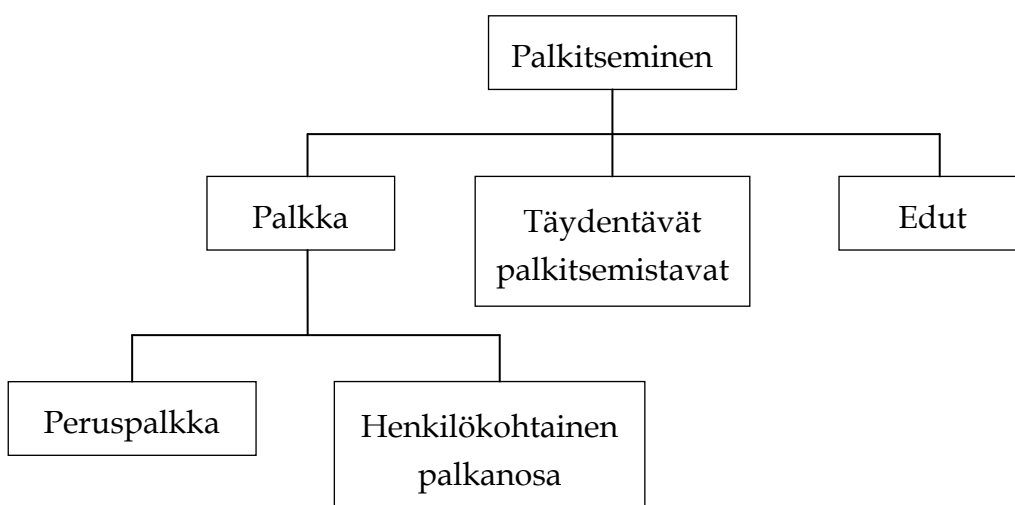 Palkitseminen
Palkka
Täydentävät
palkitsemistavat
Edut
Peruspalkka
Henkilökohtainen
palkanosa